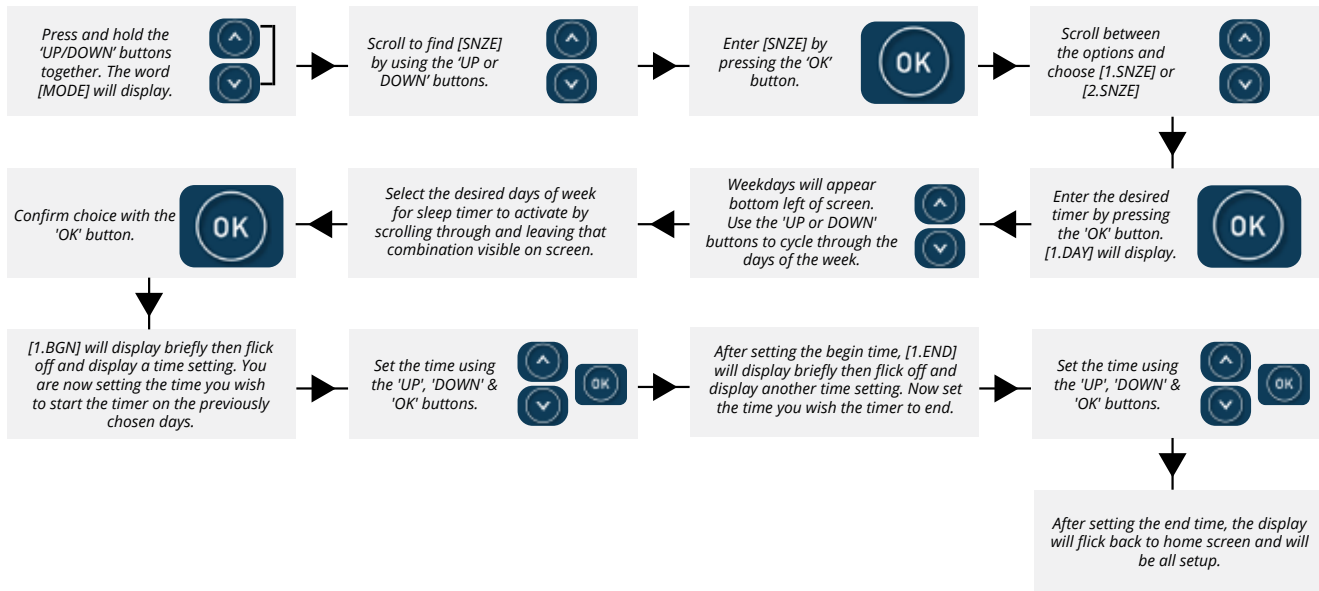 Press and hold the
‘UP/DOWN’ buttons
together. The word
[MODE] will display.
Scroll to find [SNZE]
by using the ‘UP or
DOWN’ buttons.
Enter [SNZE] by
pressing the ‘OK’
button.
OK
Scroll between
the options and
choose [1.SNZE] or
[2.SNZE]
Enter the desired
timer by pressing
the 'OK' button.
[1.DAY] will display.
OK
Weekdays will appear
bottom left of screen.
Use the 'UP or DOWN'
buttons to cycle through the
days of the week.
Select the desired days of week
for sleep timer to activate by
scrolling through and leaving that
combination visible on screen.
Confirm choice with the
'OK' button.
OK
[1.BGN] will display briefly then flick
off and display a time setting. You
are now setting the time you wish
to start the timer on the previously
chosen days.
Set the time using
the 'UP', 'DOWN' &
'OK' buttons.
OK
After setting the begin time, [1.END]
will display briefly then flick off and
display another time setting. Now set
the time you wish the timer to end.
Set the time using
the 'UP', 'DOWN' &
'OK' buttons.
OK
After setting the end time, the display
will flick back to home screen and will
be all setup.